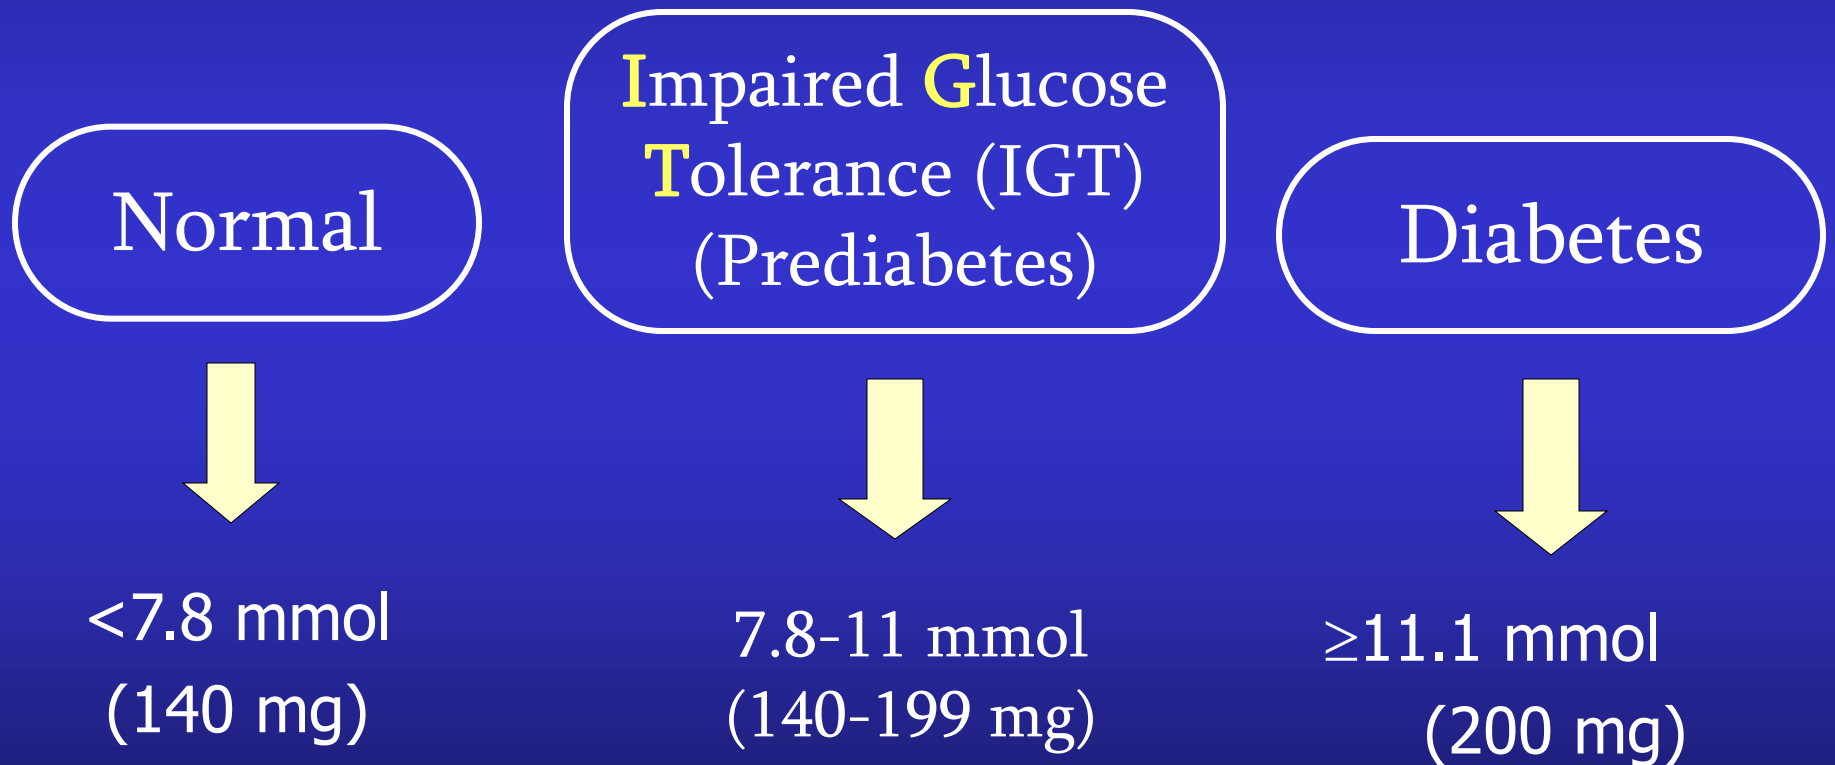 Normal
Impaired Glucose
Tolerance (IGT)
(Prediabetes)
Diabetes
<7.8 mmol
(140 mg)
7.8-11 mmol
(140-199 mg)
≥11.1 mmol
(200 mg)